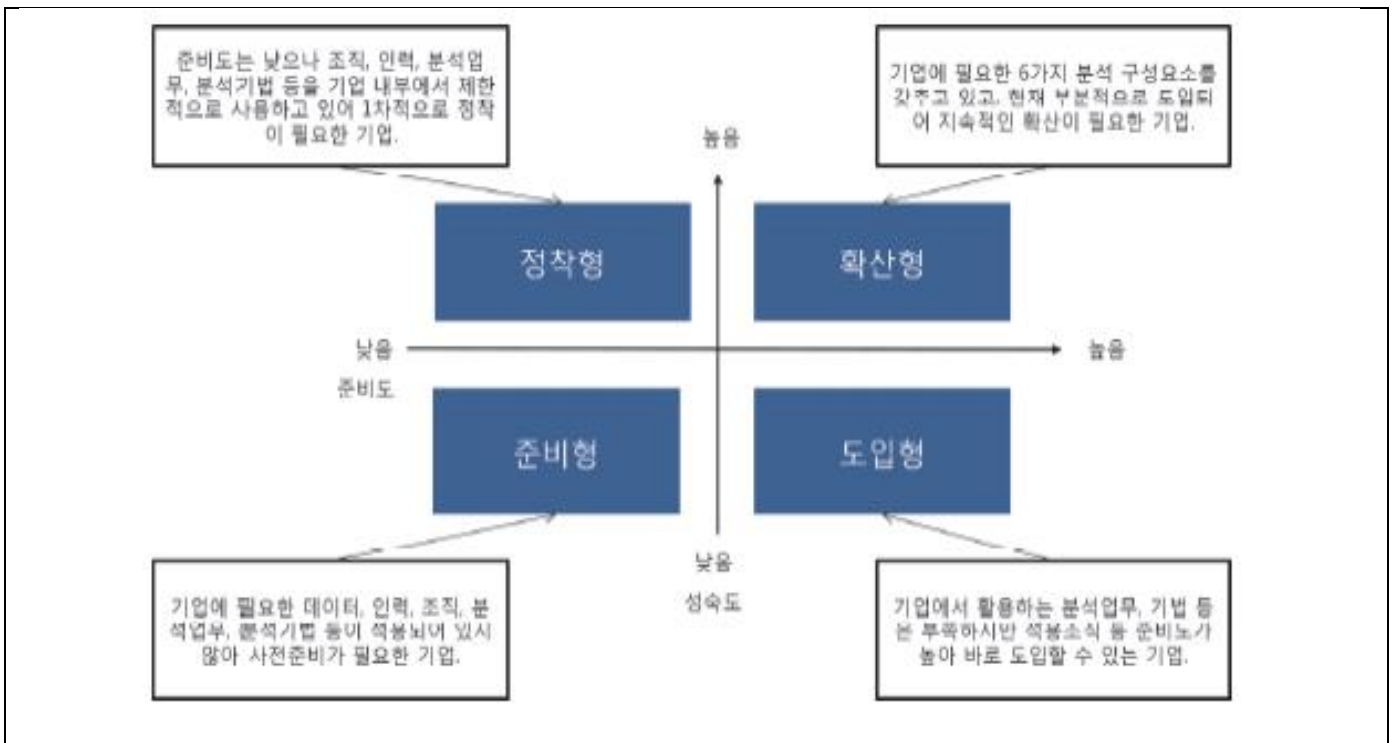 준비도는 낮으나 조직, 인력, 분석업
무, 분석기법 등을 기업 내부에서 제한
적으로 사용하고 있어 1차적으로 정착
이 필요한 기업.
기업에 필요한 6가지 분석 구성요소를
갖추고 있고, 현재 부분적으로 도입되
어 지속적인 확산이 필요한 기업.
높음
정착형
확산형
낮음
높음
준비도
준비형
도입형
낮음
성숙도
기업에 필요한 데이터, 인력, 조직, 분
석업무, 분석기법 등이 적용되어 있지
않아 사전준비가 필요한 기업.
기업에서 활용하는 분석업무, 기법 등
은 부족하지만 적용조직 등 준비도가
높아 바로 도입할 수 있는 기업.